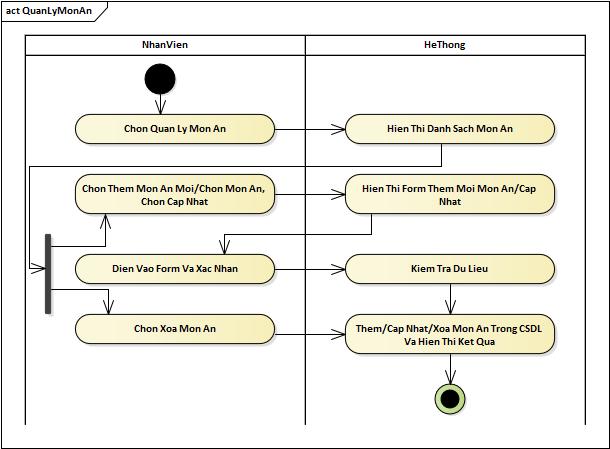 act QuanLyMonAn
NhanVien
HeThong
Chon Quan Ly Mon An
Hien Thi Danh Sach Mon An
Chon Them Mon An Moi/Chon Mon An,
Chon Cap Nhat
Hien Thi Form Them Moi Mon An/Cap
Nhat
Dien Vao Form Va Xac Nhan
Kiem Tra Du Lieu
Chon Xoa Mon An
Them/Cap Nhat/Xoa Mon An Trong CSDL
Va Hien Thi Ket Qua